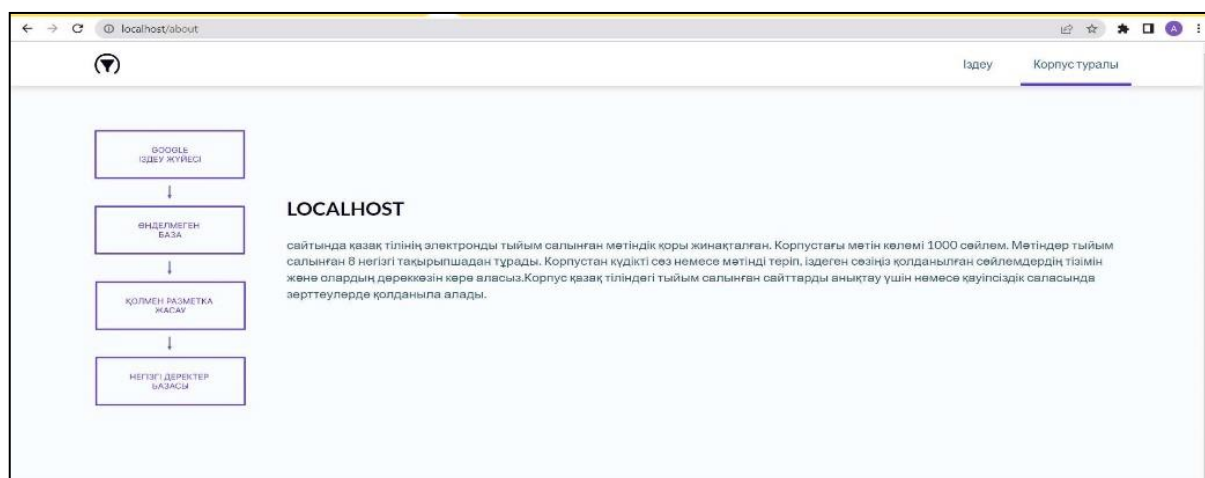 localhost/about
A
Іздеу
Корпус туралы
GOOGLE
ІЗДЕУ ЖҮЙЕСІ
ӨҢДЕЛМЕГЕН
БАЗА
ҚОЛМЕН РАЗМЕТКА
ЖАСАУ
НЕГІЗГІ ДЕРЕКТЕР
БАЗАСЫ
LOCALHOST
сайтында қазақ тілінің электронды тыйым салынған мәтіндік қоры жинақталған. Корпустағы мәтін көлемі 1000 сөйлем. Мәтіндер тыйым
салынған 8 негізгі тақырыпшадан тұрады. Корпустан күдікті сөз немесе мәтінді теріп, іздеген сөзіңіз қолданылған сөйлемдердің тізімін
және олардың дереккөзін көре аласыз.Корпус қазақ тіліндегі тыйым салынған сайттарды анықтау үшін немесе қауіпсіздік саласында
зерттеулерде қолданыла алады.